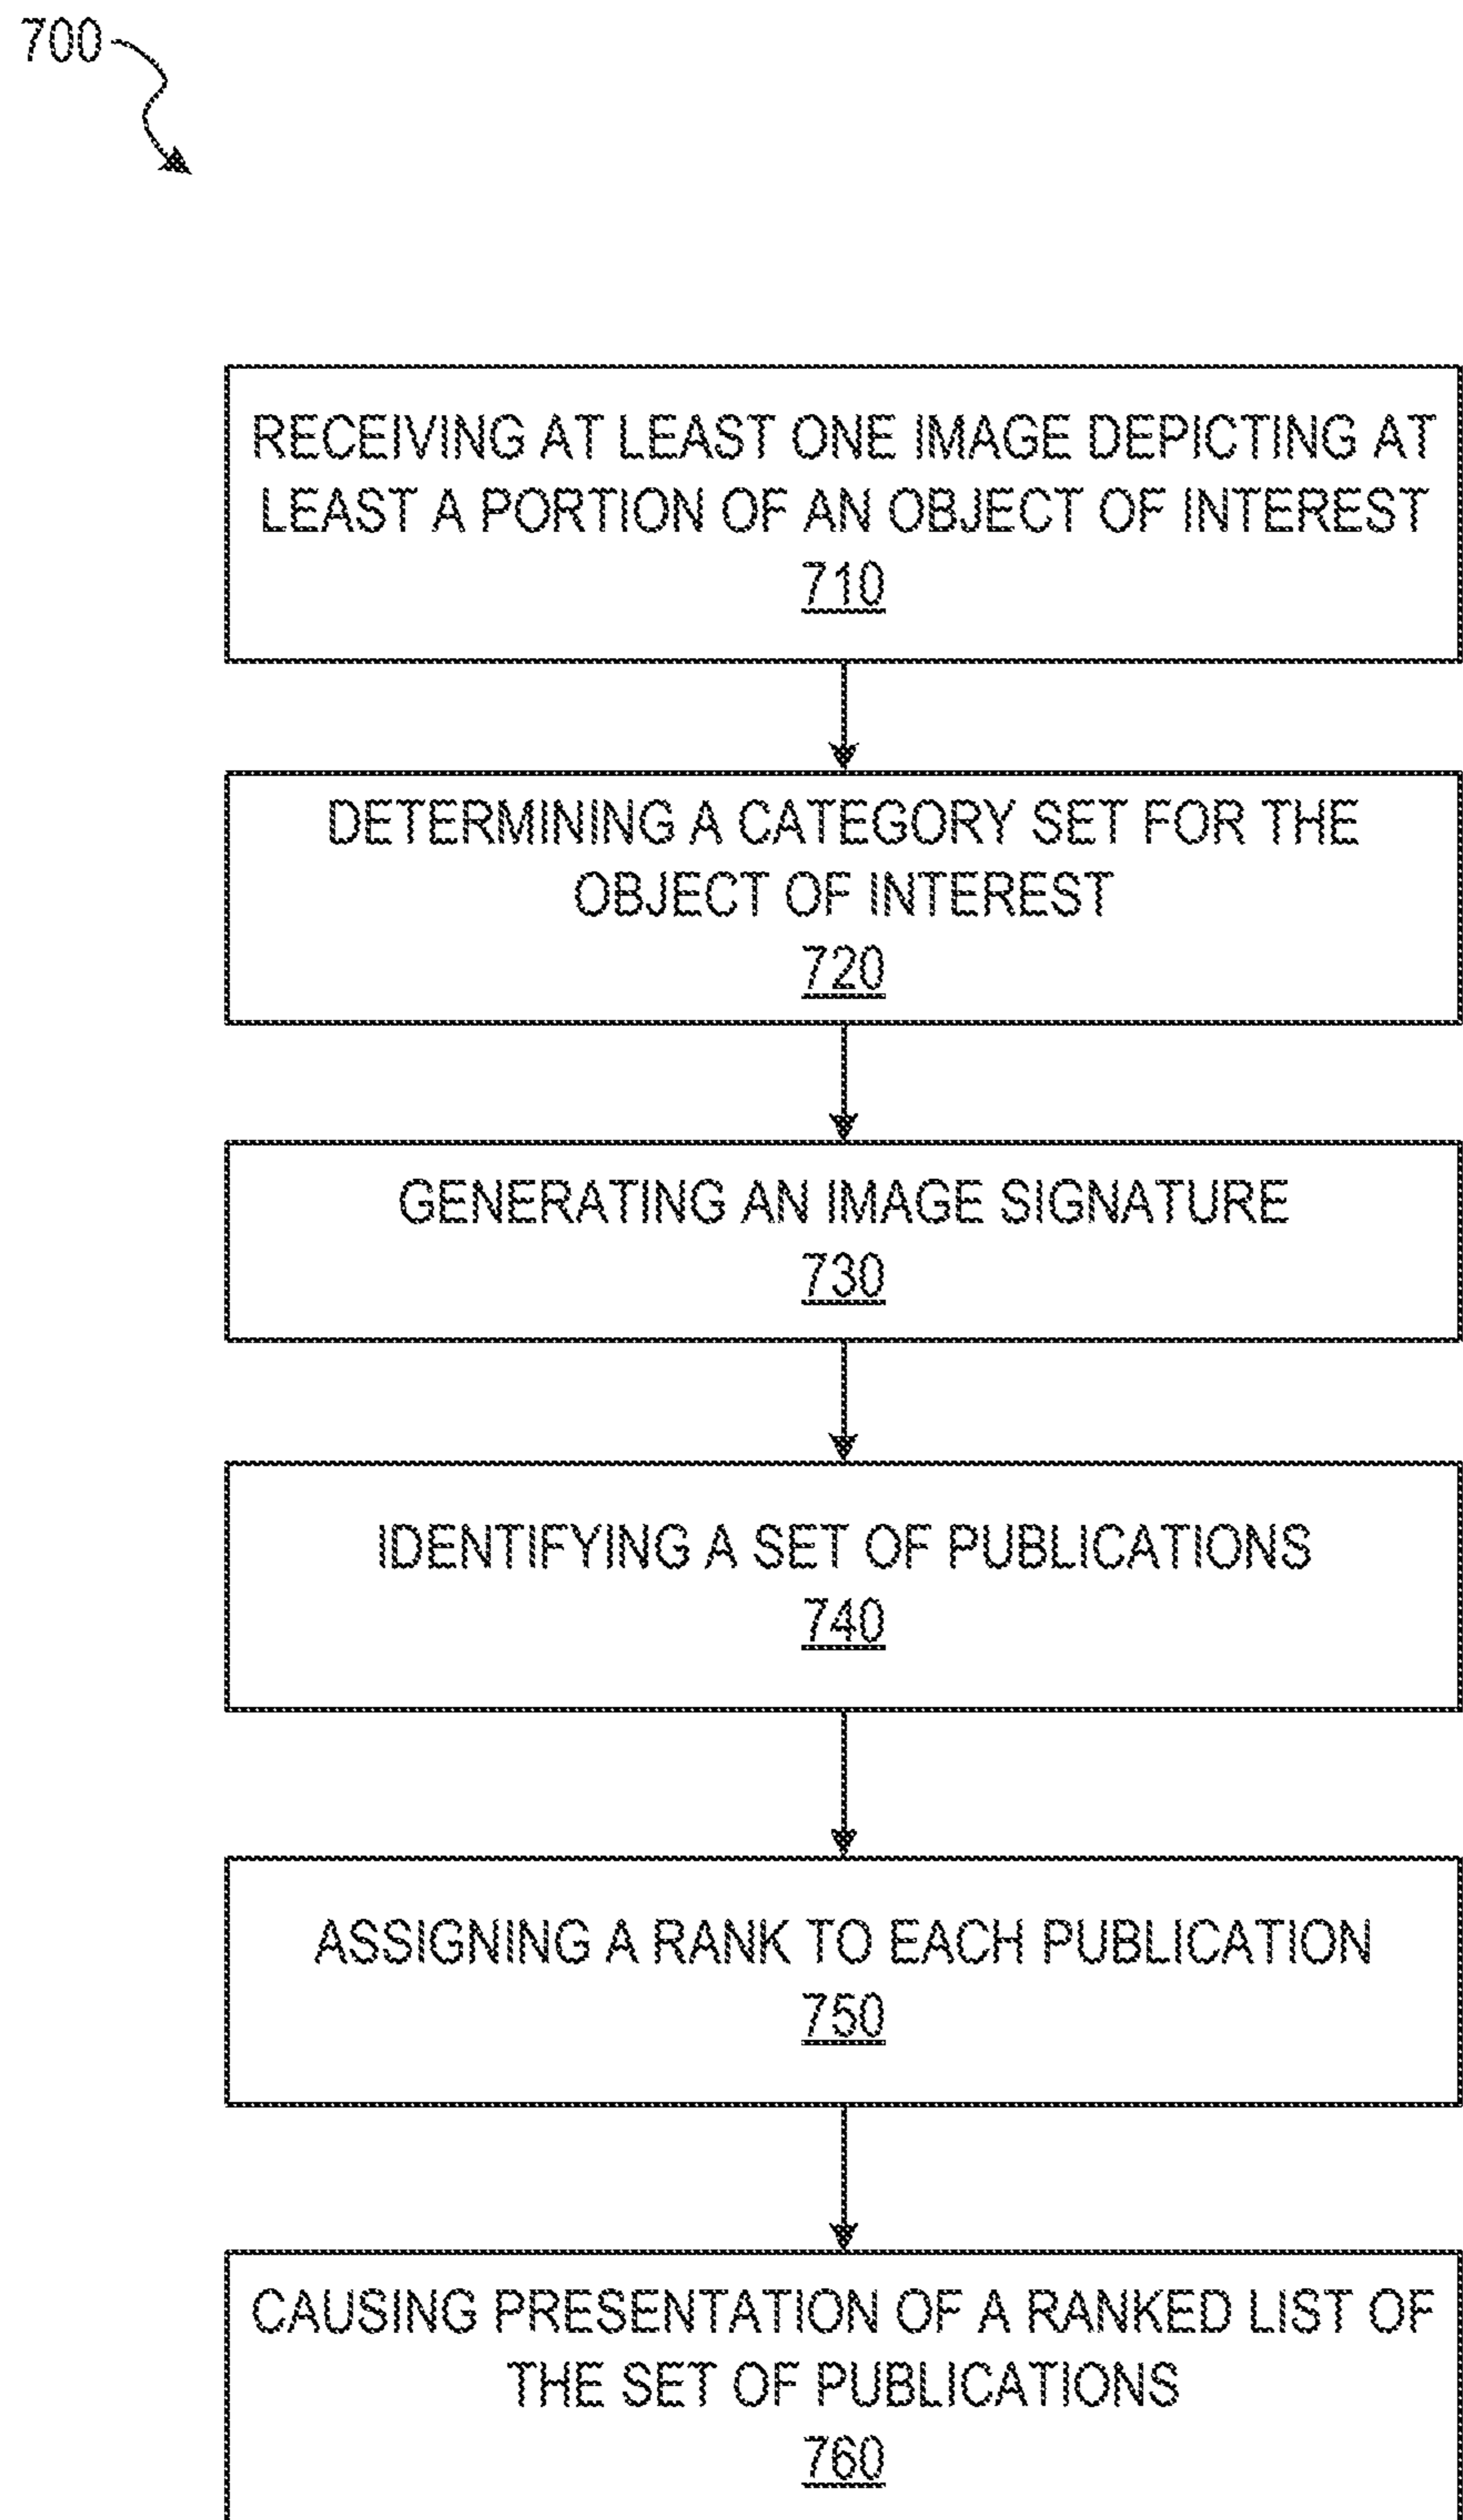 700
RECEIVING AT LEAST ONE IMAGE DEPICTING AT
LEAST A PORTION OF AN OBJECT OF INTEREST
710
DETERMINING A CATEGORY SET FOR THE
OBJECT OF INTEREST
720
GENERATING AN IMAGE SIGNATURE
730
IDENTIFYING A SET OF PUBLICATIONS
740
ASSIGNING A RANK TO EACH PUBLICATION
750
CAUSING PRESENTATION OF A RANKED LIST OF
THE SET OF PUBLICATIONS
760